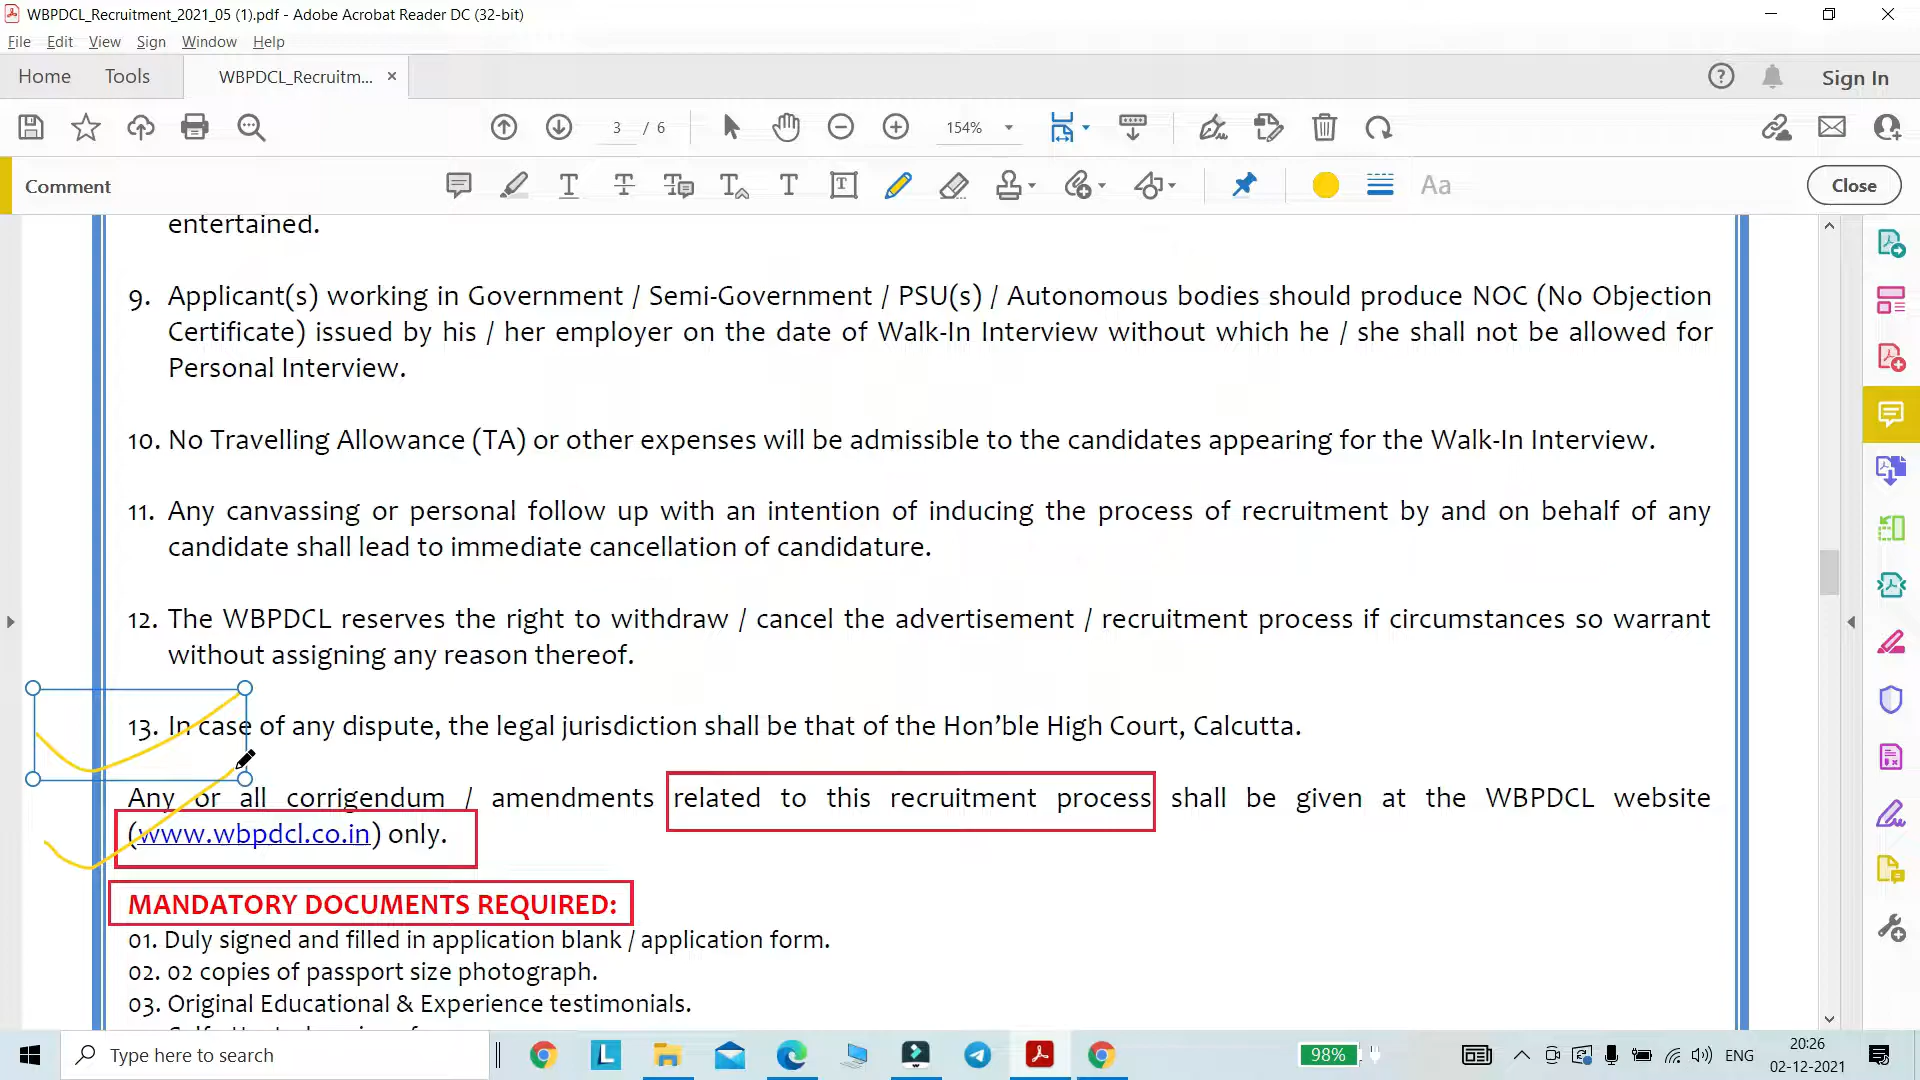 WBPDCL_Recruitment_2021_05 (1).pdf - Adobe Acrobat Reader DC (32-bit)
File Edit View Sign Window Help
Home Tools WBPDCL_Recruitm... × Sign In
3 / 6 154%
Comment Aa Close
entertained.
9. Applicant(s) working in Government / Semi-Government / PSU(s) / Autonomous bodies should produce NOC (No Objection
Certificate) issued by his / her employer on the date of Walk-In Interview without which he / she shall not be allowed for
Personal Interview.
10. No Travelling Allowance (TA) or other expenses will be admissible to the candidates appearing for the Walk-In Interview.
11. Any canvassing or personal follow up with an intention of inducing the process of recruitment by and on behalf of any
candidate shall lead to immediate cancellation of candidature.
12. The WBPDCL reserves the right to withdraw / cancel the advertisement / recruitment process if circumstances so warrant
without assigning any reason thereof.
13. In case of any dispute, the legal jurisdiction shall be that of the Hon'ble High Court, Calcutta.
Any or all corrigendum / amendments related to this recruitment process shall be given at the WBPDCL website
(www.wbpdcl.co.in) only.
MANDATORY DOCUMENTS REQUIRED:
01. Duly signed and filled in application blank / application form.
02. 02 copies of passport size photograph.
03. Original Educational & Experience testimonials.
Type here to search 98% ENG 20:26
02-12-2021